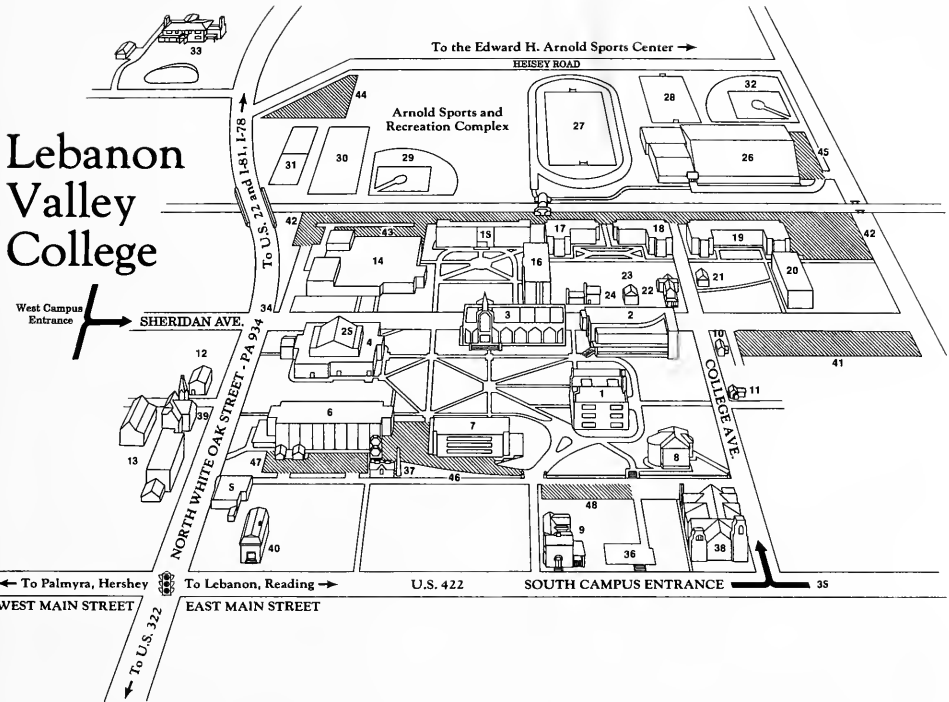 33
To the Edward H. Arnold Sports Center →
HEISEY ROAD
44
Arnold Sports and
Recreation Complex
27
28
32
26
45
31
30
29
Lebanon
Valley
College
To U.S. 22 and I-81, I-78 →
42
43
1S
17
18
19
42
14
16
20
21
23
22
24
West Campus
Entrance
SHERIDAN AVE.
34
3
2
2S
4
10
41
12
11
1
COLLEGE AVE.
39
6
7
8
13
NORTH WHITE OAK STREET - PA 934
47
37
46
S
48
9
40
36
38
← To Palmyra, Hershey
To Lebanon, Reading →
U.S. 422
SOUTH CAMPUS ENTRANCE
3S
WEST MAIN STREET
EAST MAIN STREET
← To U.S. 322